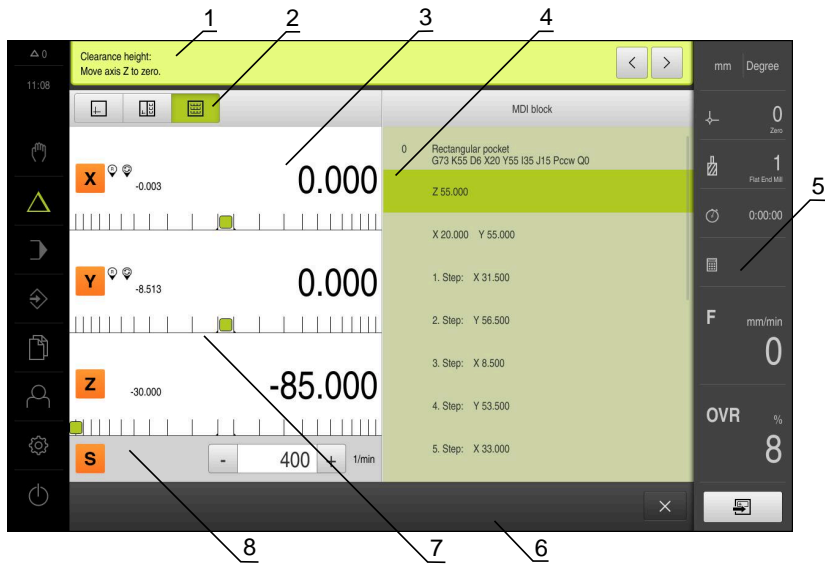 1
2
3
4
0
Clearance height:
Move axis Z to zero.
mm Degree
11:08
MDI block
0
Zero
0 Rectangular pocket
G73 K55 D6 X20 Y55 I35 J15 Pccw Q0
X R -0.003 0.000
Z 55.000
1
Flat End Mill
5
0:00:00
X 20.000 Y 55.000
Y R -8.513 0.000
1. Step: X 31.500
2. Step: Y 56.500
F mm/min
0
3. Step: X 8.500
Z -30.000 -85.000
4. Step: Y 53.500
OVR %
8
5. Step: X 33.000
S - 400 + 1/min
8
7
6